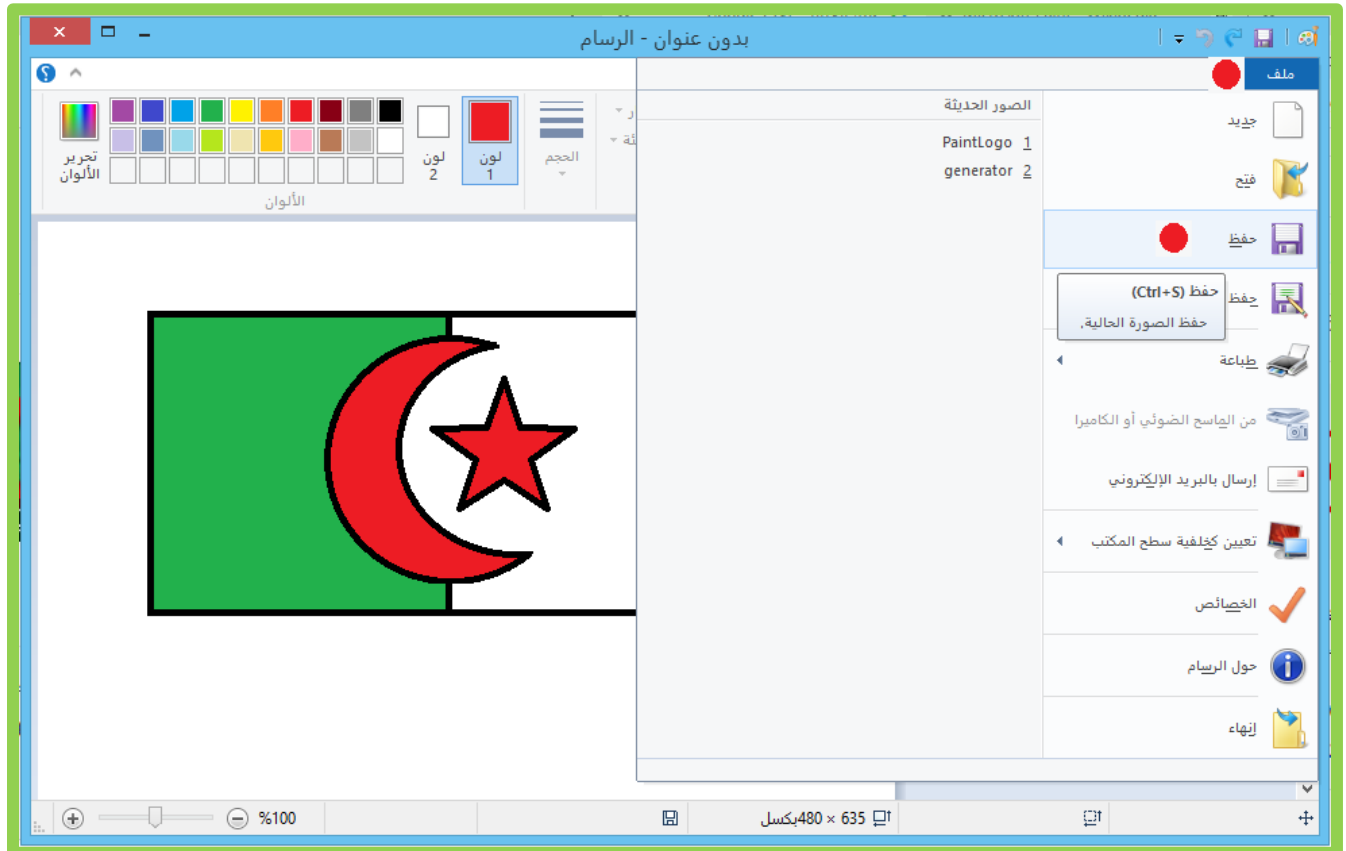 بدون عنوان - الرسام
ملف
الصور الحديثة
1 PaintLogo
2 generator
جديد
فتح
حفظ
حفظ
حفظ (Ctrl+S)
حفظ الصورة الحالية.
طباعة
من الماسح الضوئي أو الكاميرا
إرسال بالبريد الإلكتروني
تعيين كخلفية سطح المكتب
الخصائص
حول الرسام
إنهاء
الحجم
لون
1
لون
2
تحرير
الألوان
الألوان
635 × 480بكسل
%100